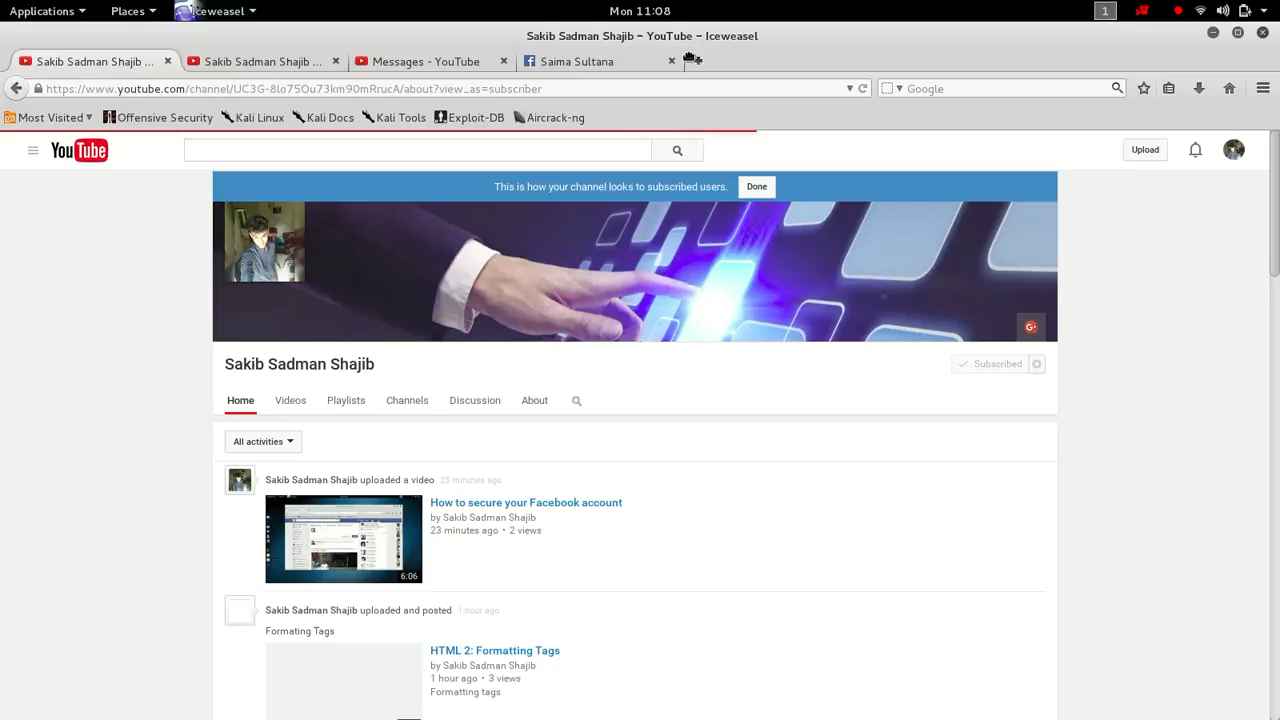 Applications Places Iceweasel Mon 11:08 1
Sakib Sadman Shajib - YouTube - Iceweasel
Sakib Sadman Shajib ... Sakib Sadman Shajib ... Messages - YouTube Saima Sultana
https://www.youtube.com/channel/UC3G-8lo75Ou73km90mRrucA/about?view_as=subscriber Google
Most Visited Offensive Security Kali Linux Kali Docs Kali Tools Exploit-DB Aircrack-ng
YouTube Upload
This is how your channel looks to subscribed users. Done
G+
Sakib Sadman Shajib Subscribed
Home Videos Playlists Channels Discussion About
All activities
Sakib Sadman Shajib uploaded a video 23 minutes ago
How to secure your Facebook account
by Sakib Sadman Shajib
23 minutes ago • 2 views
6:06
Sakib Sadman Shajib uploaded and posted 1 hour ago
Formating Tags
HTML 2: Formatting Tags
by Sakib Sadman Shajib
1 hour ago • 3 views
Formatting tags